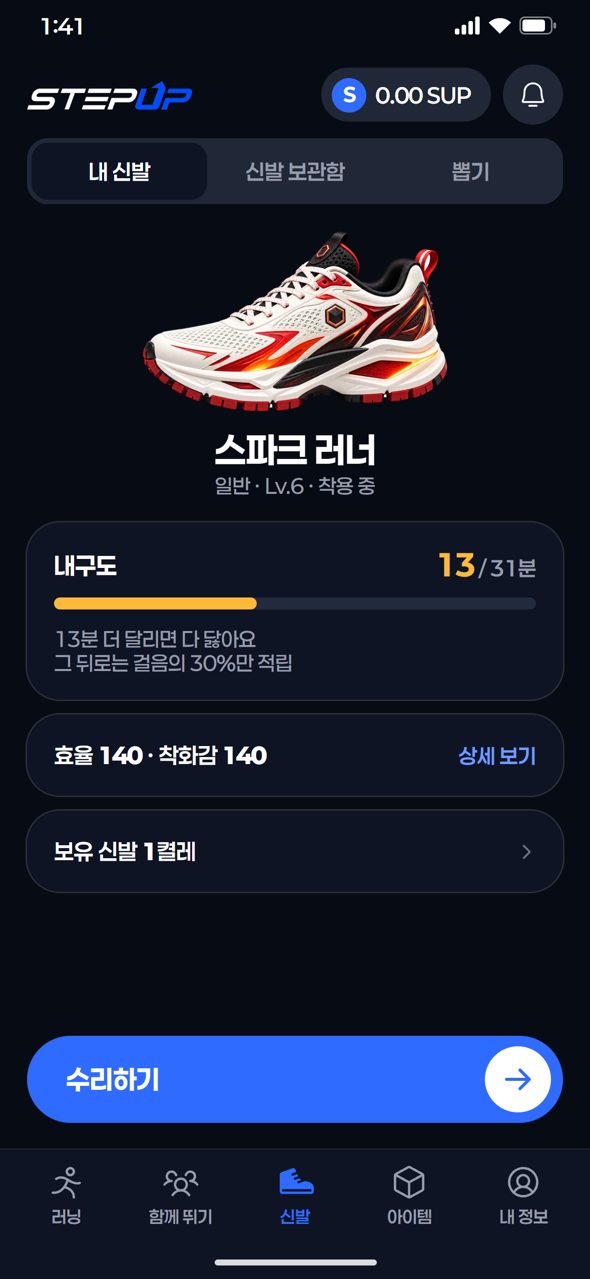 1:41
STEPUP
S 0.00 SUP
내 신발 신발 보관함 뽑기
스파크 러너
일반 · Lv.6 · 착용 중
내구도 13/31분
13분 더 달리면 다 닳아요
그 뒤로는 걸음의 30%만 적립
효율 140 · 착화감 140 상세 보기
보유 신발 1켤레
수리하기
러닝 함께 뛰기 신발 아이템 내 정보